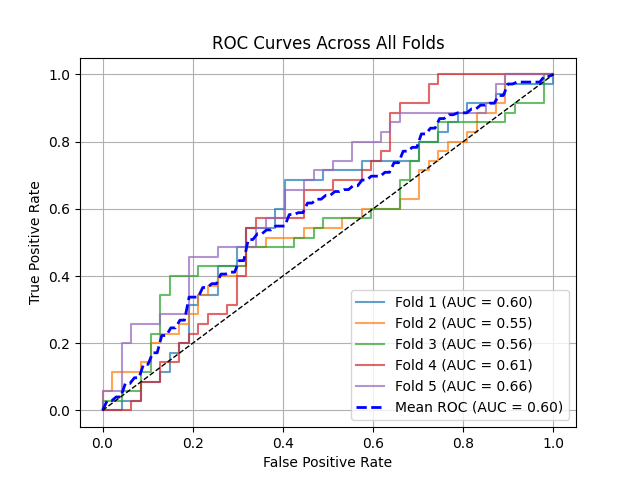 ROC Curves Across All Folds
True Positive Rate
1.0
0.8
0.6
0.4
0.2
0.0
Fold 1 (AUC = 0.60)
Fold 2 (AUC = 0.55)
Fold 3 (AUC = 0.56)
Fold 4 (AUC = 0.61)
Fold 5 (AUC = 0.66)
Mean ROC (AUC = 0.60)
0.0 0.2 0.4 0.6 0.8 1.0
False Positive Rate